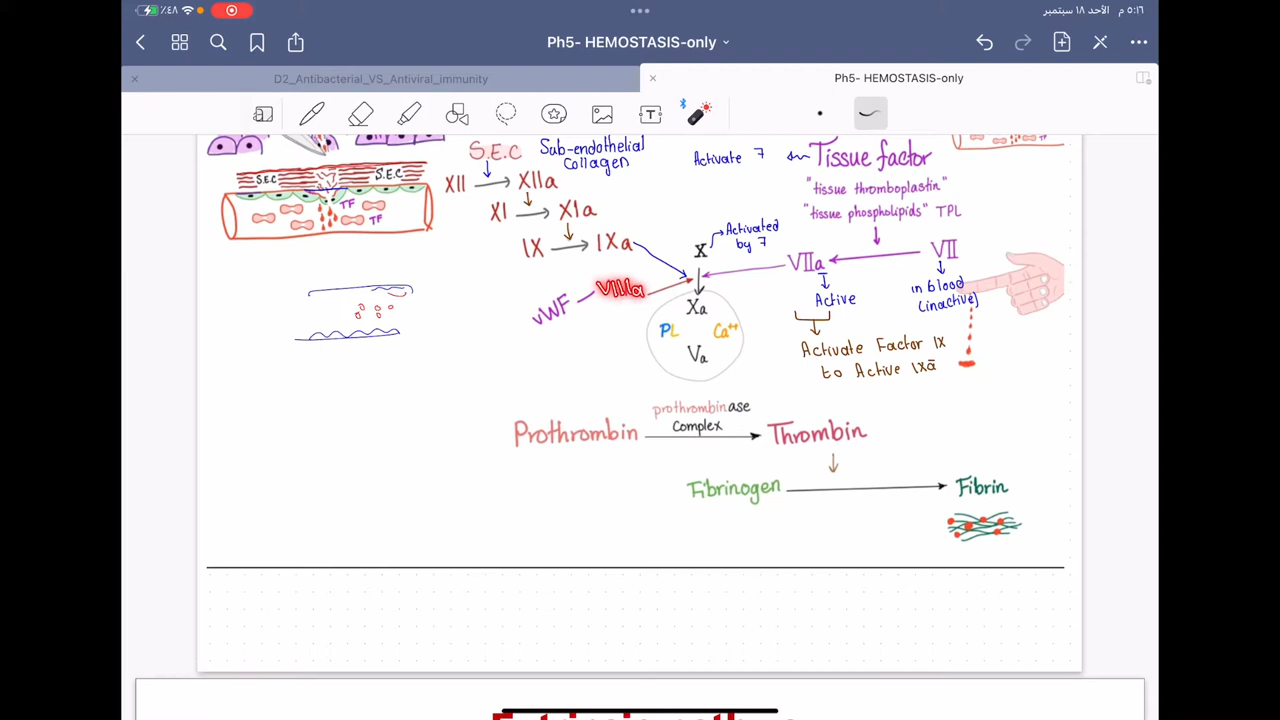 ٤٨٪
٥:١٦ م الأحد ١٨ سبتمبر
Ph5- HEMOSTASIS-only
D2_Antibacterial_VS_Antiviral_immunity
Ph5- HEMOSTASIS-only
S.E.C
Sub-endothelial
Collagen
Activate 7
Tissue factor
"tissue thromboplastin"
"tissue phospholipids" TPL
S.E.C
S.E.C
TF
TF
TF
XII → XIIa
XI → XIa
IX → IXa
X
Activated
by 7
VIIa
VII
Active
in blood
(inactive)
VIIIa
vWF
Xa
PL
Ca++
Va
Activate Factor IX
to Active IXa
Prothrombin
prothrombinase
Complex
Thrombin
Fibrinogen
Fibrin